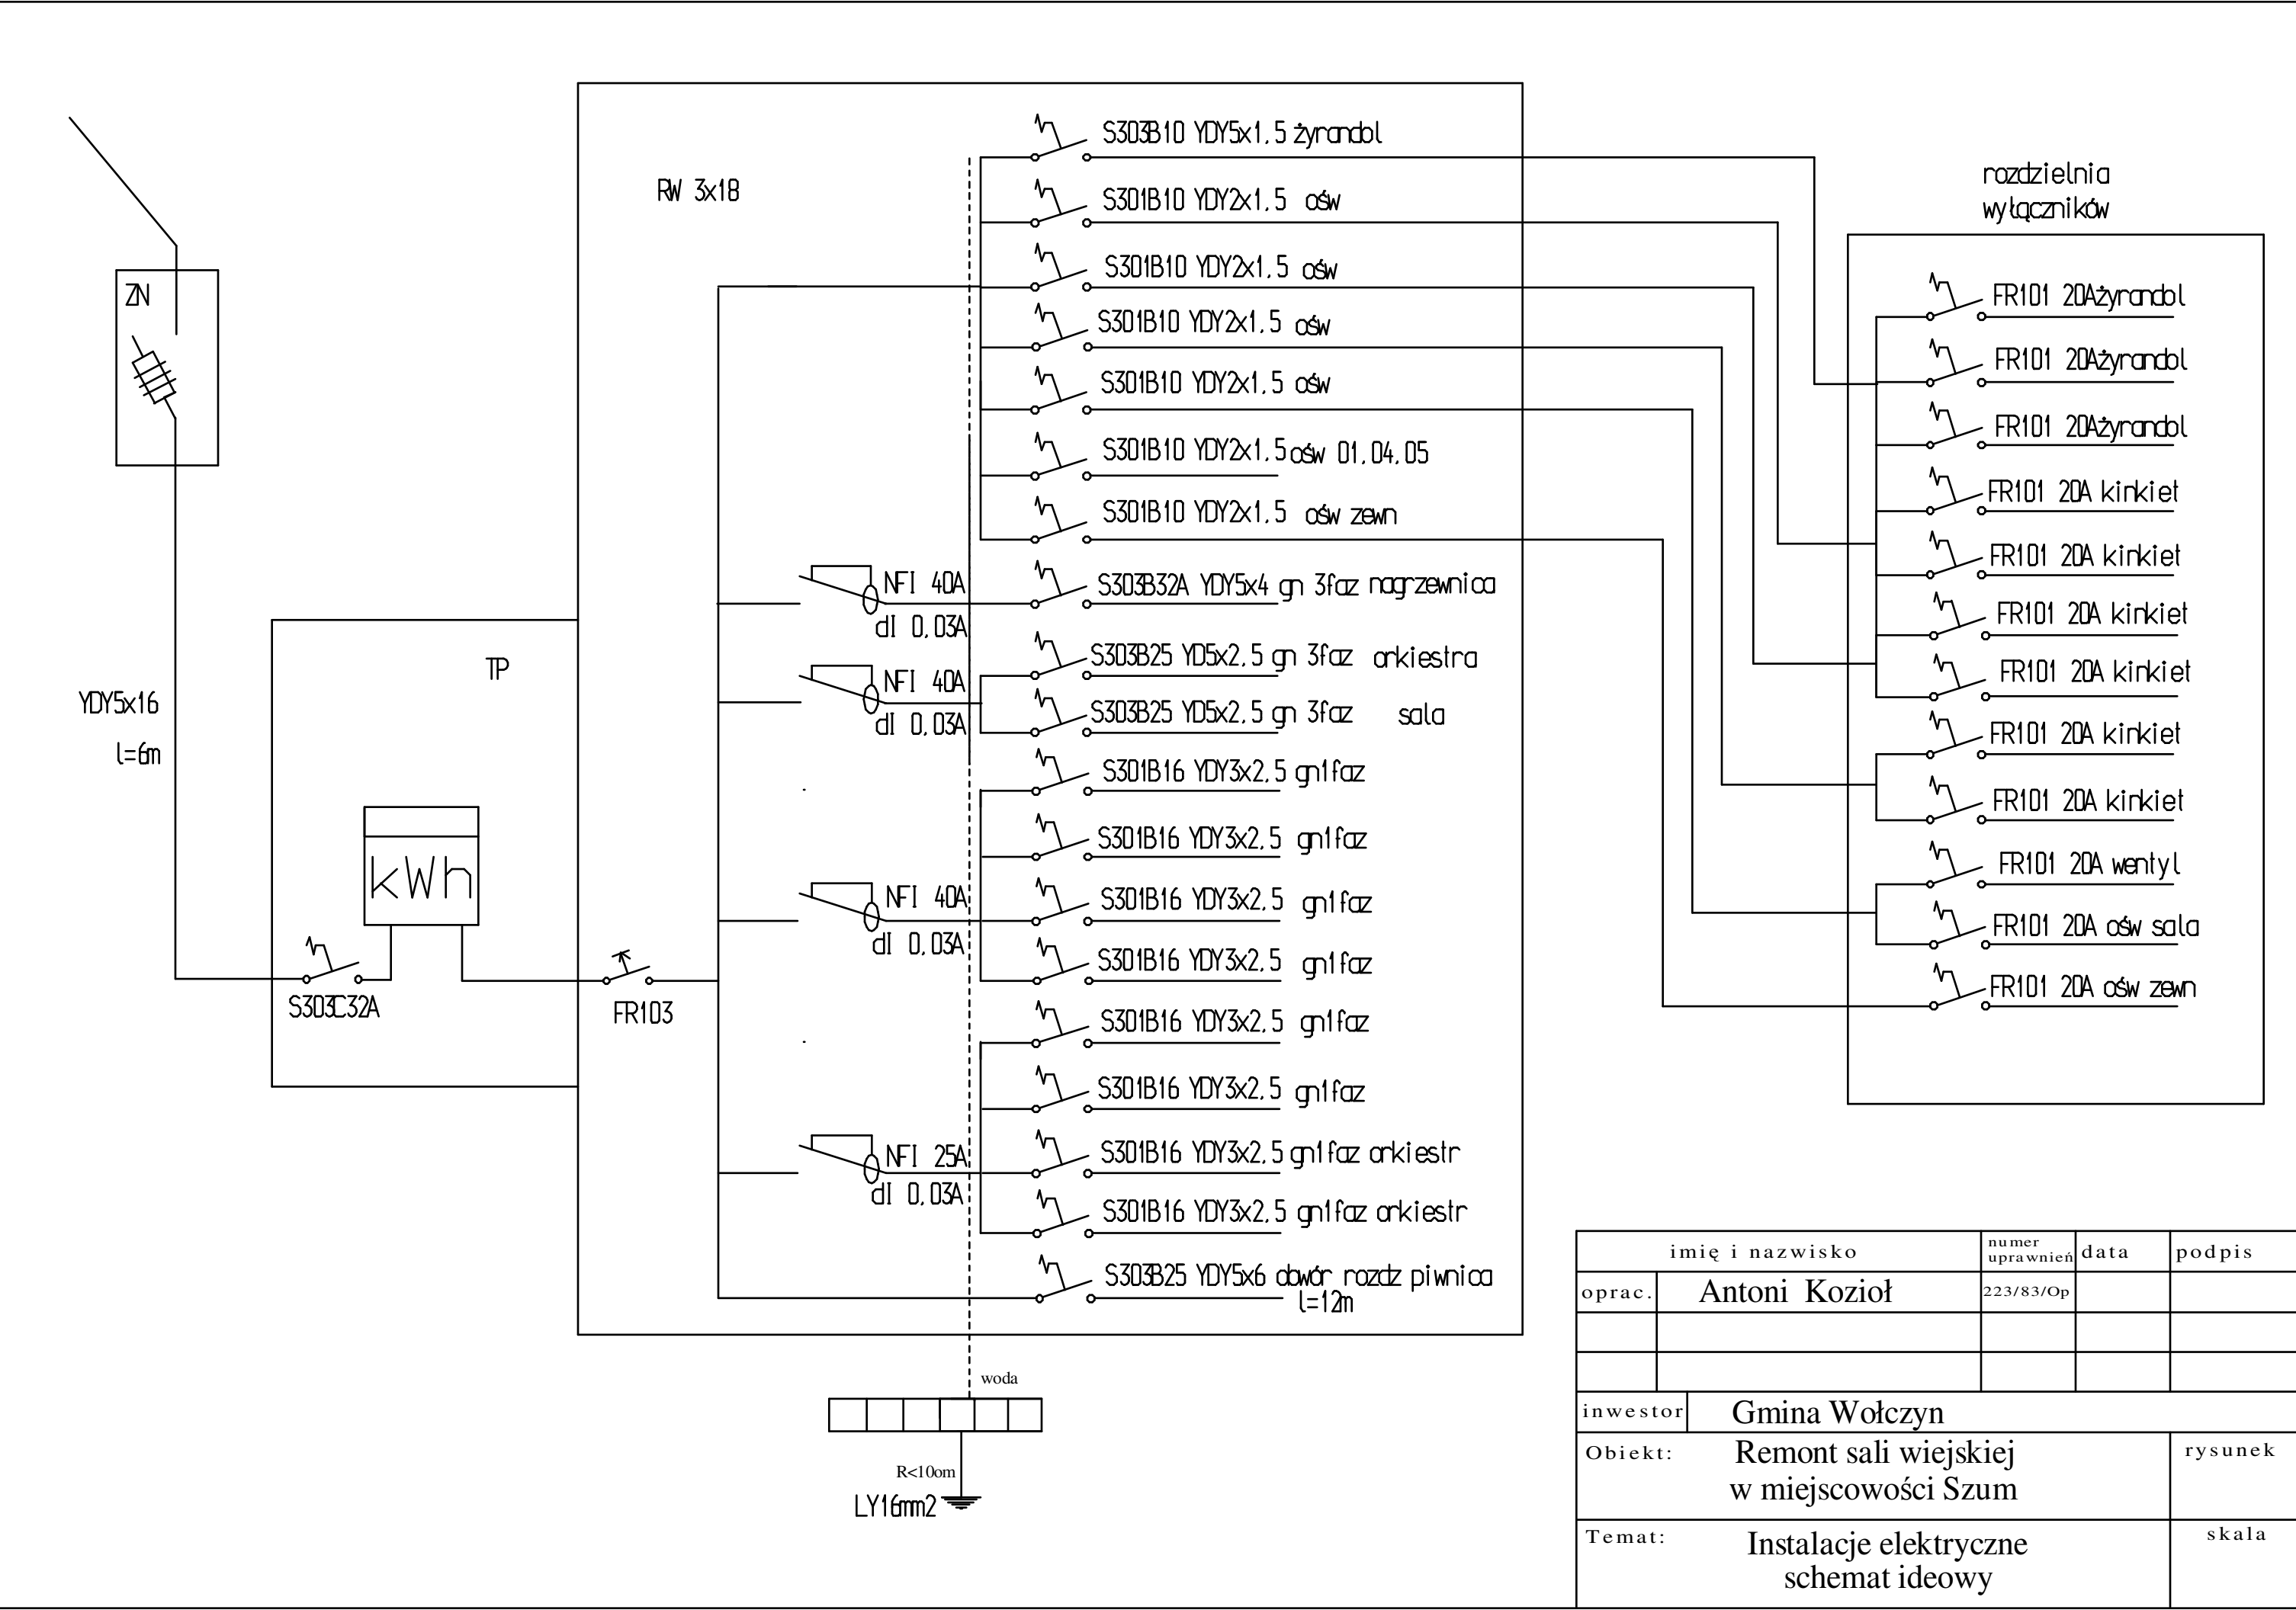 ZN
YDY5x16
l=6m
TP
kWh
S303C32A
FR103
RW 3x18
NFI 40A
dI 0,03A
NFI 40A
dI 0,03A
NFI 40A
dI 0,03A
NFI 25A
dI 0,03A
S303B10 YDY5x1,5 żyrandol
S301B10 YDY2x1,5 ośw
S301B10 YDY2x1,5 ośw
S301B10 YDY2x1,5 ośw
S301B10 YDY2x1,5 ośw
S301B10 YDY2x1,5 ośw 01,04,05
S301B10 YDY2x1,5 ośw zewn
S303B32A YDY5x4 gn 3faz nagrzewnica
S303B25 YD5x2,5 gn 3faz orkiestra
S303B25 YD5x2,5 gn 3faz sala
S301B16 YDY3x2,5 gn1faz
S301B16 YDY3x2,5 gn1faz
S301B16 YDY3x2,5 gn1faz
S301B16 YDY3x2,5 gn1faz
S301B16 YDY3x2,5 gn1faz
S301B16 YDY3x2,5 gn1faz
S301B16 YDY3x2,5 gn1faz orkiestr
S301B16 YDY3x2,5 gn1faz orkiestr
S303B25 YDY5x6 obwór rozdz piwnica
l=12m
woda
R<10om
LY16mm2
rozdzielnia
wyłączników
FR101 20Ażyrandol
FR101 20Ażyrandol
FR101 20Ażyrandol
FR101 20A kinkiet
FR101 20A kinkiet
FR101 20A kinkiet
FR101 20A kinkiet
FR101 20A kinkiet
FR101 20A kinkiet
FR101 20A wentyl
FR101 20A ośw sala
FR101 20A ośw zewn
imię i nazwisko numer uprawnień data podpis
oprac. Antoni Kozioł 223/83/Op
inwestor Gmina Wołczyn
Obiekt: Remont sali wiejskiej rysunek
w miejscowości Szum
Temat: Instalacje elektryczne skala
schemat ideowy